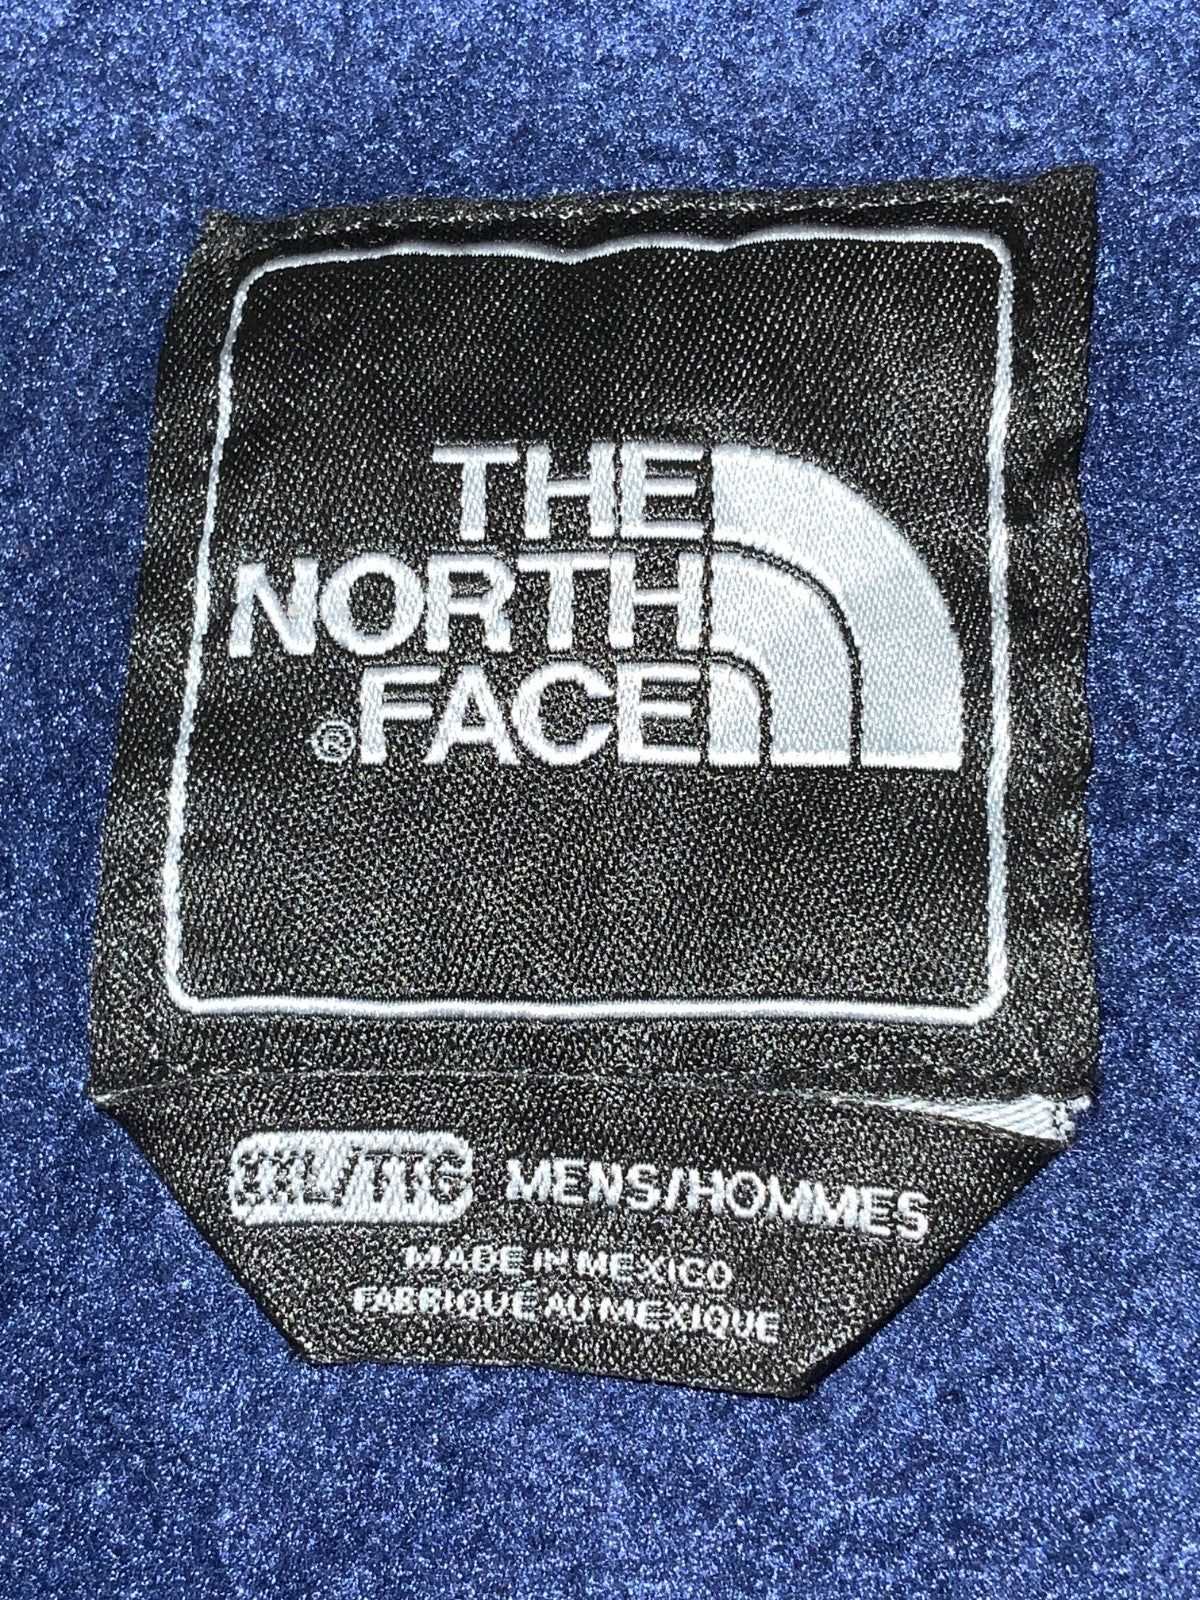 THE
NORTH
® FACE
XXL/TTG MENS/HOMMES
MADE IN MEXICO
FABRIQUÉ AU MEXIQUE